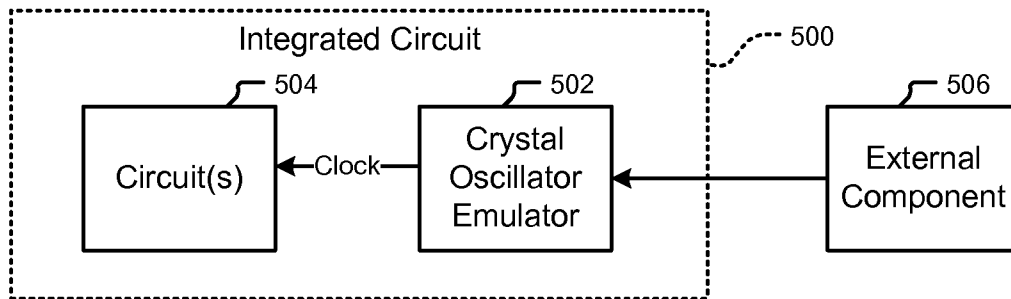 Integrated Circuit
500
504
502
506
Circuit(s)
Clock
Crystal
Oscillator
Emulator
External
Component